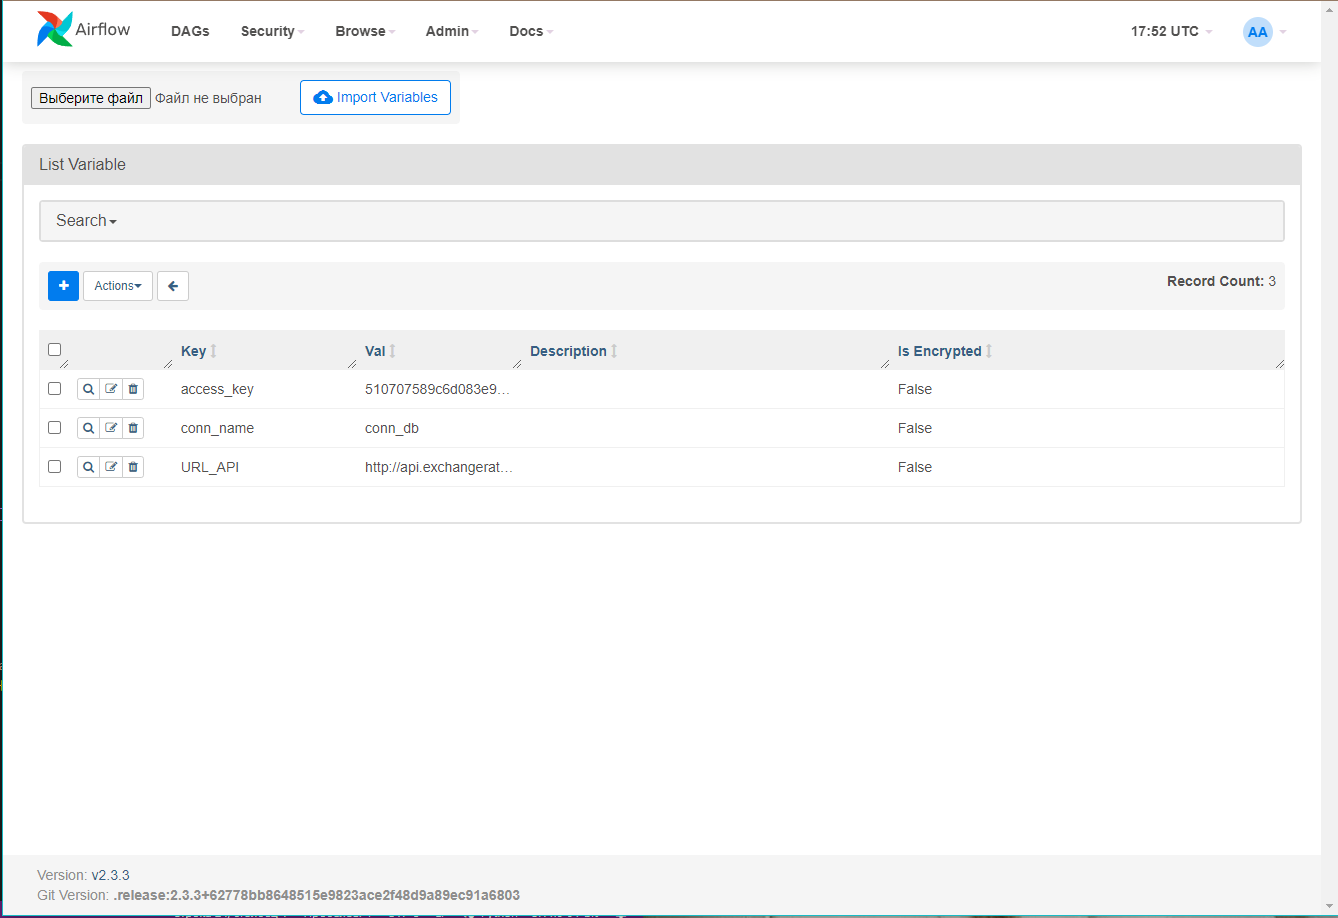 Airflow DAGs Security Browse Admin Docs 17:52 UTC AA
Выберите файл Файл не выбран Import Variables
List Variable
Search
+ Actions Record Count: 3
Key Val Description Is Encrypted
access_key 510707589c6d083e9... False
conn_name conn_db False
URL_API http://api.exchangerat... False
Version: v2.3.3
Git Version: .release:2.3.3+62778bb8648515e9823ace2f48d9a89ec91a6803